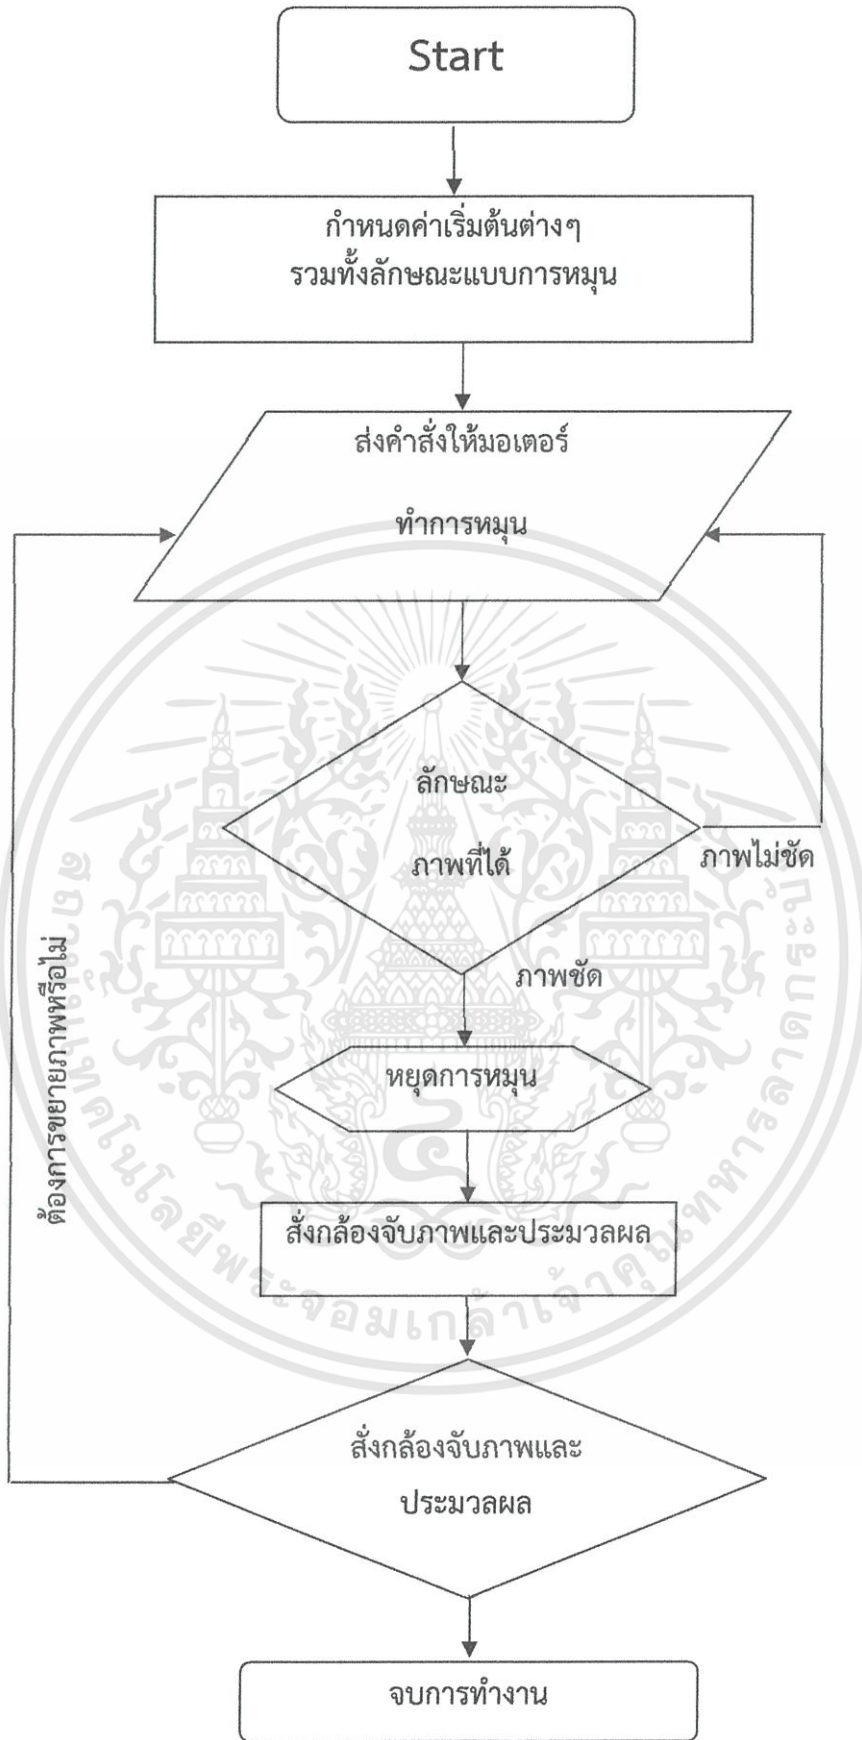 Start
กำหนดค่าเริ่มต้นต่างๆ
รวมทั้งลักษณะแบบการหมุน
ส่งคำสั่งให้มอเตอร์
ทำการหมุน
ลักษณะ
ภาพที่ได้
ภาพไม่ชัด
ภาพชัด
ต้องการขยายภาพหรือไม่
หยุดการหมุน
สั่งกล้องจับภาพและประมวลผล
สั่งกล้องจับภาพและ
ประมวลผล
จบการทำงาน